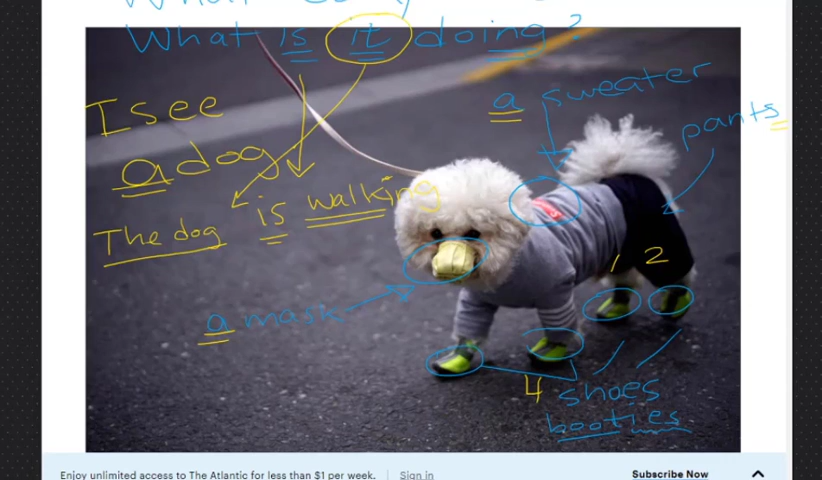 What is it doing?
a sweater
I see
pants
a dog
The dog is walking
1 2
a mask
4 shoes
booties
Enjoy unlimited access to The Atlantic for less than $1 per week. Sign in Subscribe Now